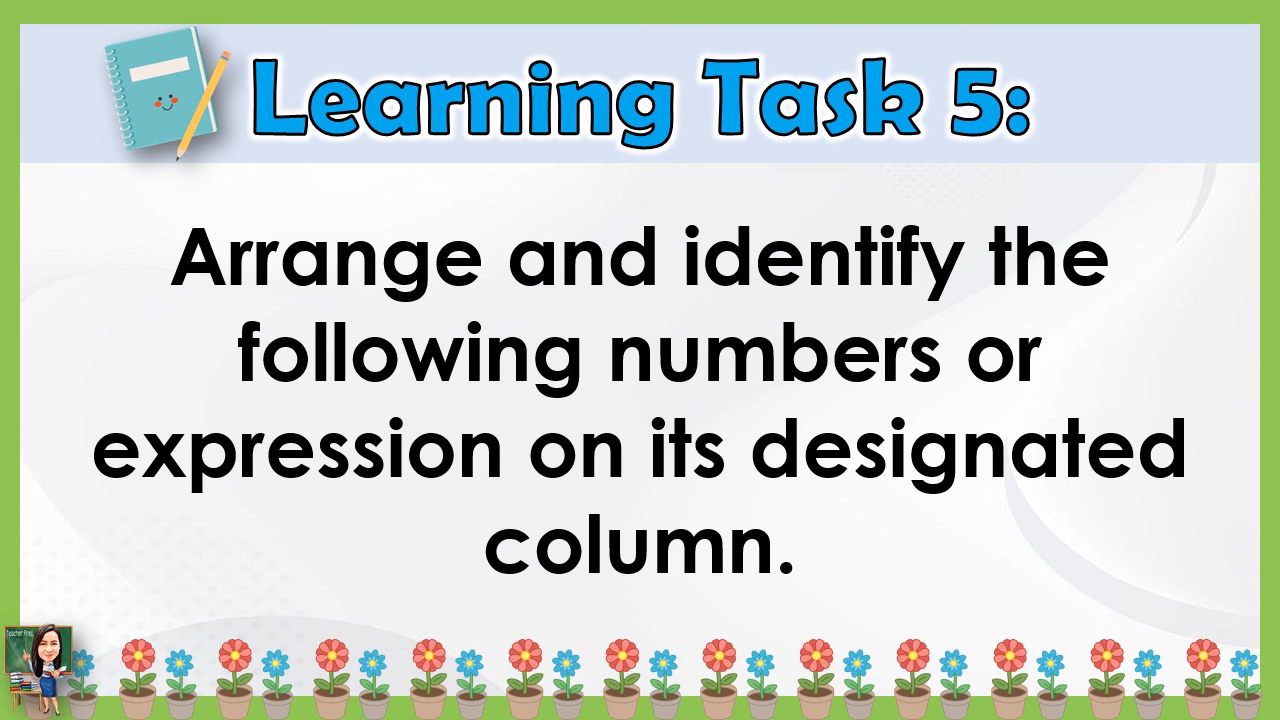 Learning Task 5:
Arrange and identify the
following numbers or
expression on its designated
column.